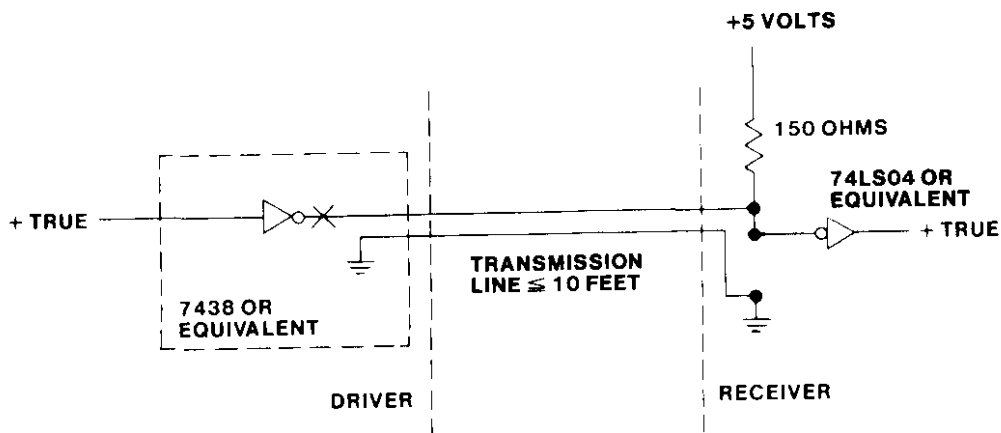 +5 VOLTS
150 OHMS
74LS04 OR
EQUIVALENT
+ TRUE
+ TRUE
TRANSMISSION
LINE ≦ 10 FEET
7438 OR
EQUIVALENT
DRIVER
RECEIVER